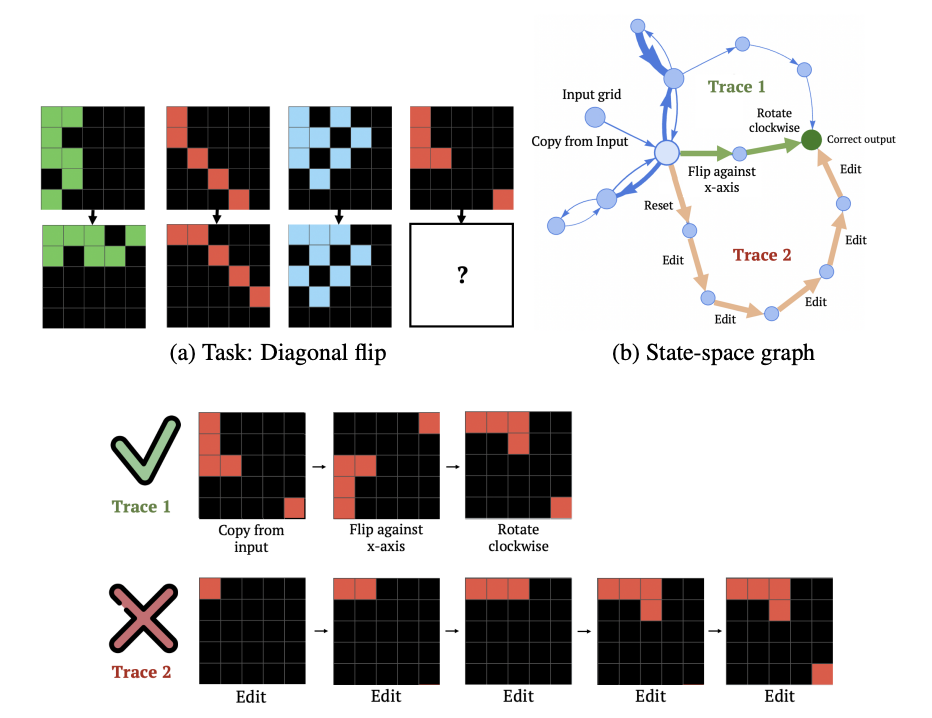 Input grid
Copy from Input
Trace 1
Rotate
clockwise
Correct output
Flip against
x-axis
Reset
Edit
Edit
Edit
Trace 2
Edit
Edit
?
(a) Task: Diagonal flip
(b) State-space graph
Trace 1
Copy from
input
Flip against
x-axis
Rotate
clockwise
Trace 2
Edit
Edit
Edit
Edit
Edit